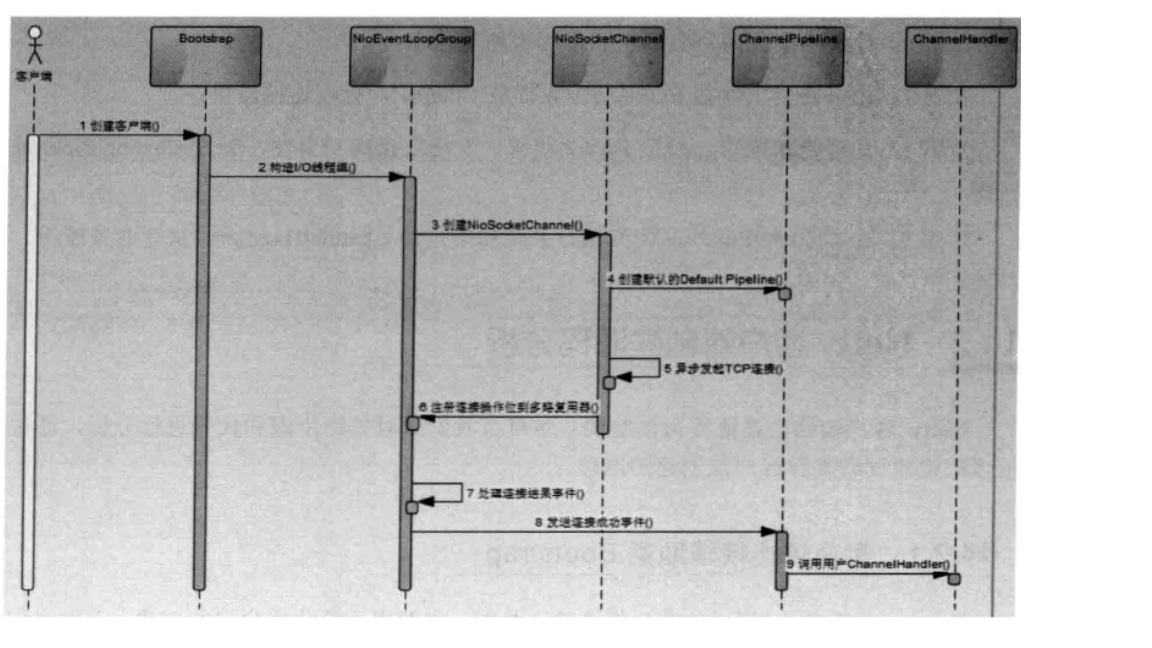 客户端
Bootstrap
NioEventLoopGroup
NioSocketChannel
ChannelPipeline
ChannelHandler
1 创建客户端()
2 构造I/O线程组()
3 创建NioSocketChannel()
4 创建默认的Default Pipeline()
5 异步发起TCP连接()
6 注册连接操作位到多路复用器()
7 处理连接结果事件()
8 发送连接成功事件()
9 调用用户ChannelHandler()